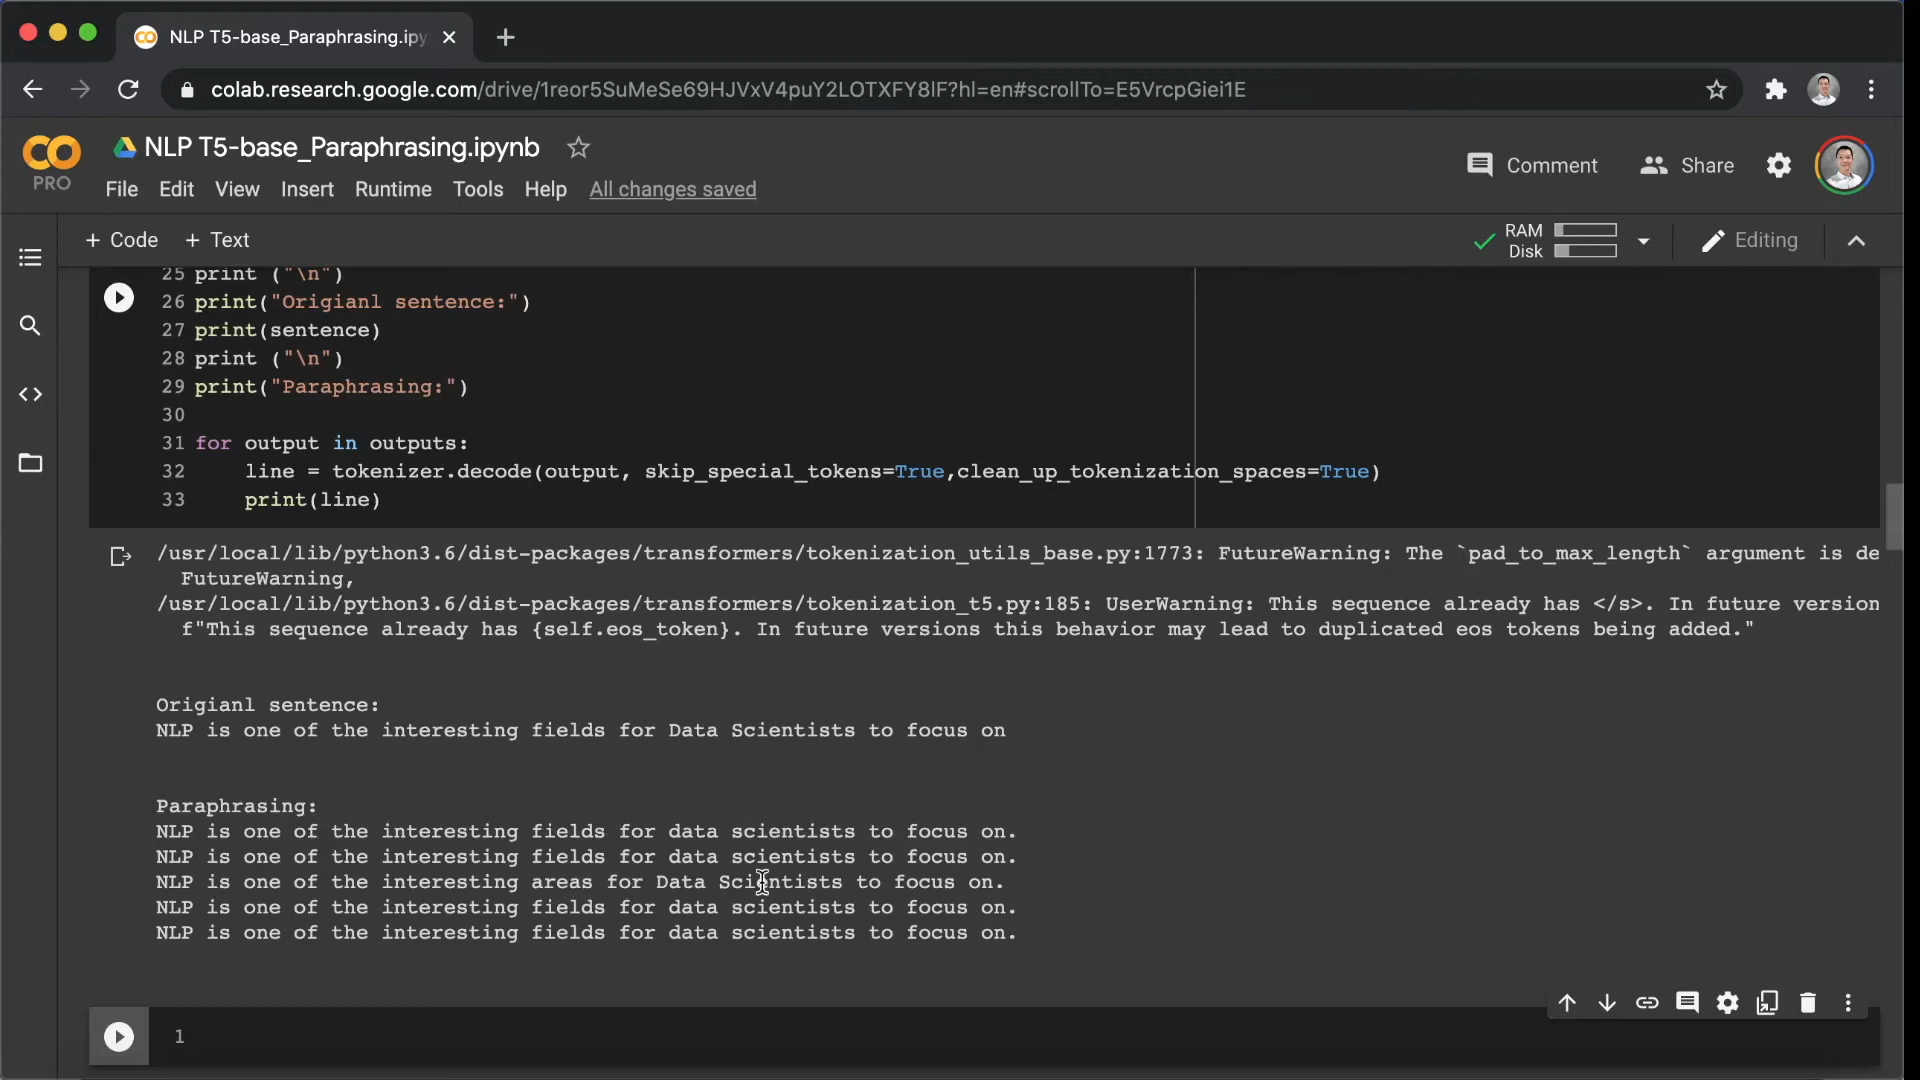 NLP T5-base_Paraphrasing.ipy
colab.research.google.com/drive/1reor5SuMeSe69HJVxV4puY2LOTXFY8lF?hl=en#scrollTo=E5VrcpGiei1E
CO
PRO
NLP T5-base_Paraphrasing.ipynb
File Edit View Insert Runtime Tools Help All changes saved
Comment Share
+ Code + Text
RAM
Disk
Editing
25 print ("\n")
26 print("Origianl sentence:")
27 print(sentence)
28 print ("\n")
29 print("Paraphrasing:")
30
31 for output in outputs:
32     line = tokenizer.decode(output, skip_special_tokens=True,clean_up_tokenization_spaces=True)
33     print(line)
/usr/local/lib/python3.6/dist-packages/transformers/tokenization_utils_base.py:1773: FutureWarning: The `pad_to_max_length` argument is de
  FutureWarning,
/usr/local/lib/python3.6/dist-packages/transformers/tokenization_t5.py:185: UserWarning: This sequence already has </s>. In future version
  f"This sequence already has {self.eos_token}. In future versions this behavior may lead to duplicated eos tokens being added."
Origianl sentence:
NLP is one of the interesting fields for Data Scientists to focus on
Paraphrasing:
NLP is one of the interesting fields for data scientists to focus on.
NLP is one of the interesting fields for data scientists to focus on.
NLP is one of the interesting areas for Data Scientists to focus on.
NLP is one of the interesting fields for data scientists to focus on.
NLP is one of the interesting fields for data scientists to focus on.
1